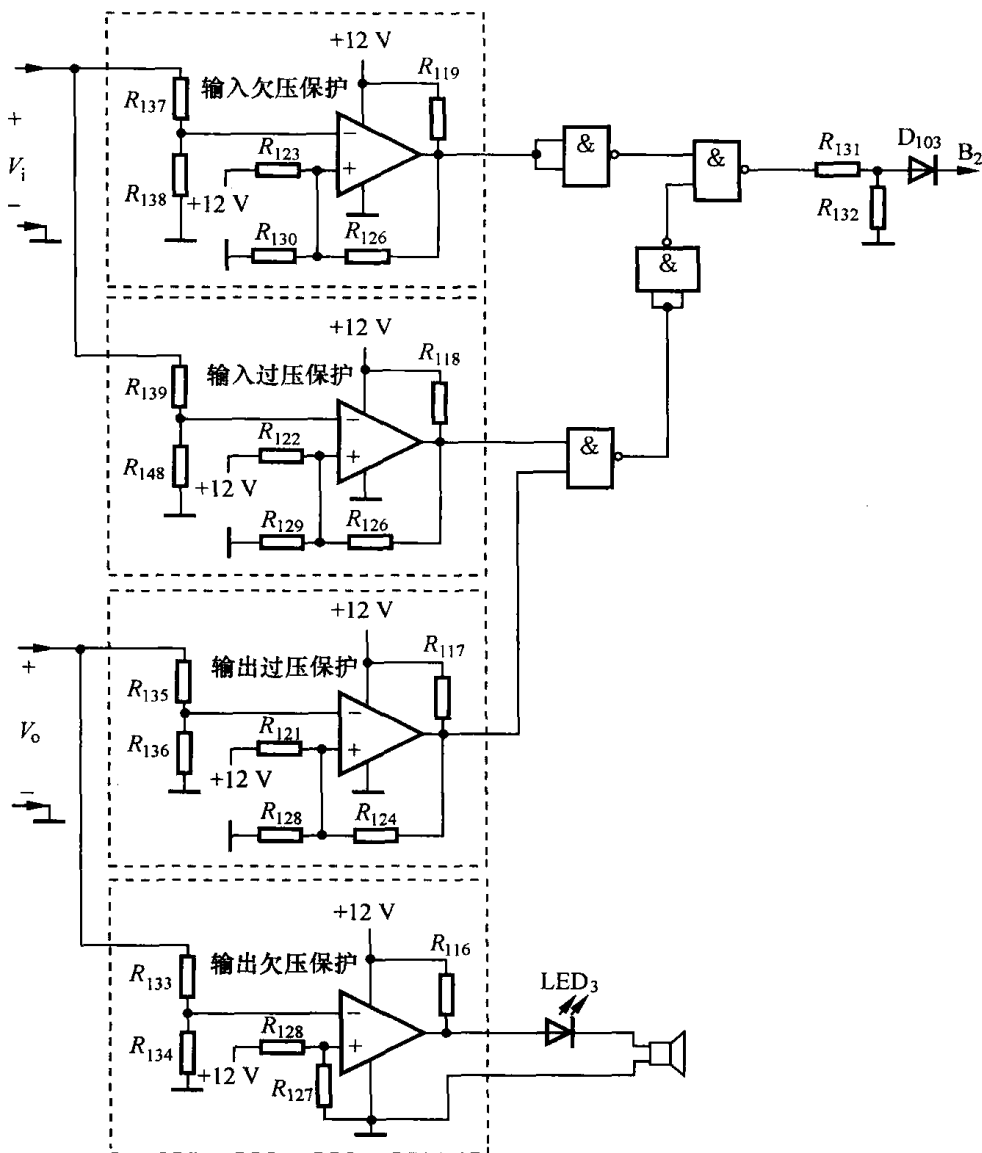 +12 V
R119
R137
输入欠压保护
+
Vi
−
−
+
R123
R138
+12 V
R130
R126
&
&
&
R131
D103
B2
R132
+12 V
R118
R139
输入过压保护
−
+
R122
R148
+12 V
R129
R126
&
+12 V
R117
+
Vo
−
R135
输出过压保护
−
+
R121
R136
+12 V
R128
R124
+12 V
R116
R133
输出欠压保护
−
+
R128
R134
+12 V
R127
LED3